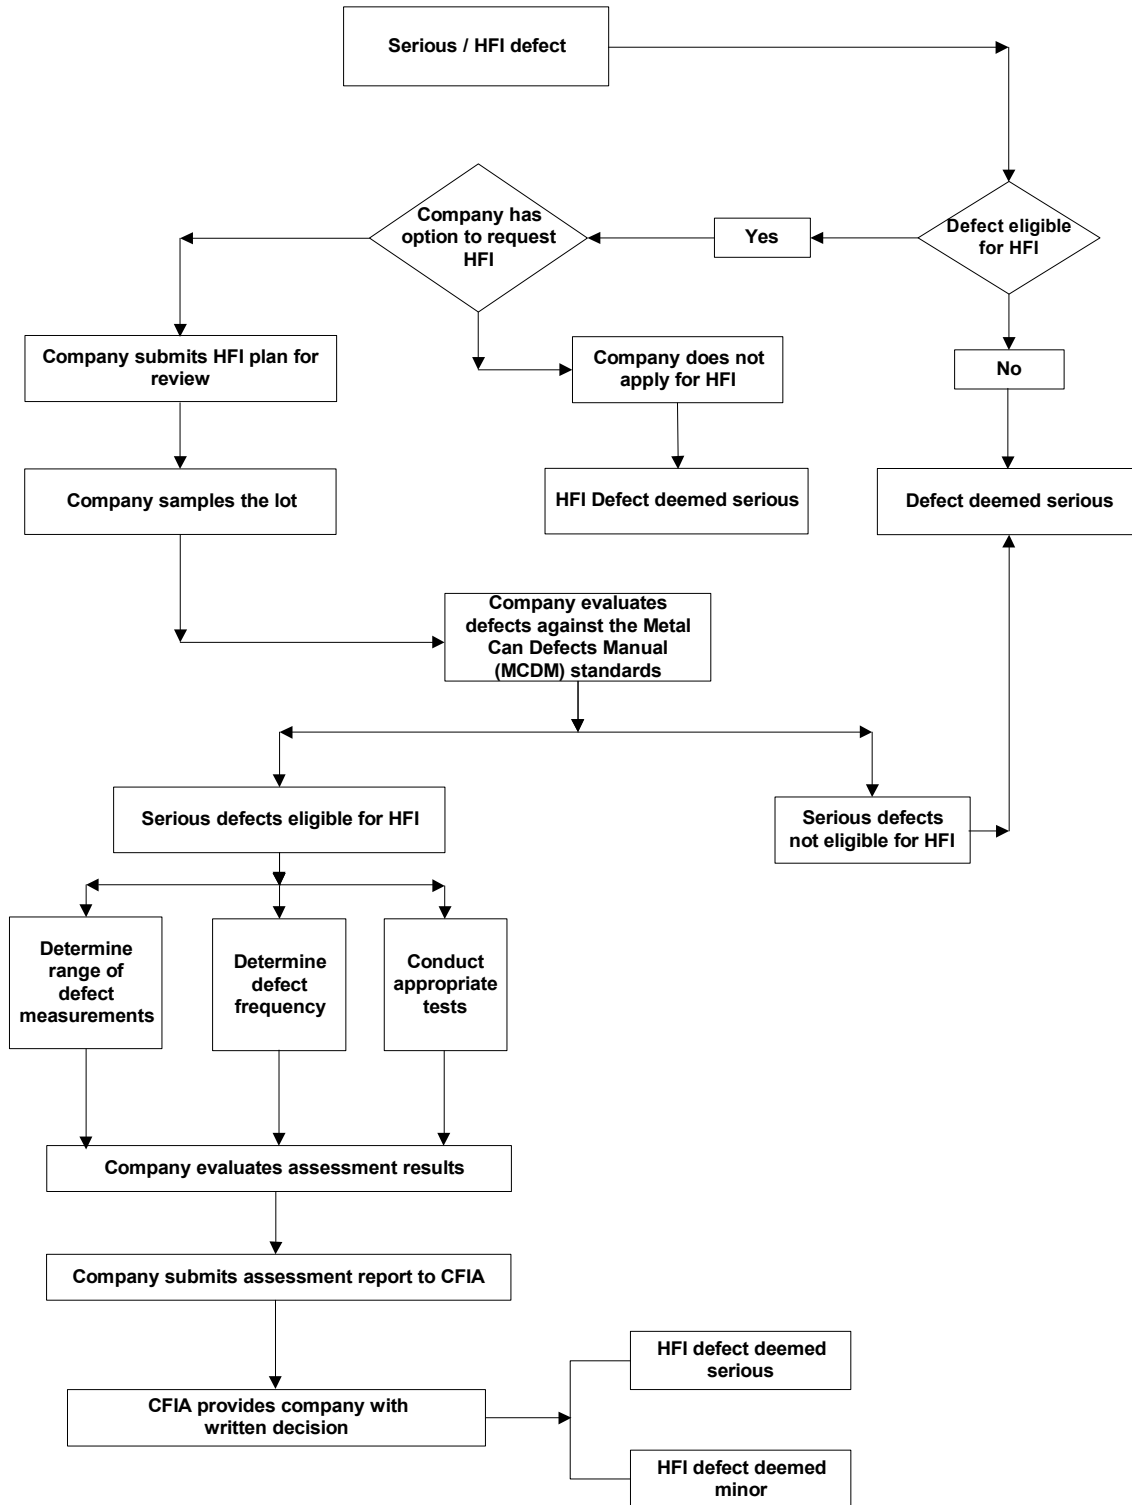 Serious / HFI defect
Company has
option to request
HFI
Yes
Defect eligible
for HFI
Company submits HFI plan for
review
Company does not
apply for HFI
No
Company samples the lot
HFI Defect deemed serious
Defect deemed serious
Company evaluates
defects against the Metal
Can Defects Manual
(MCDM) standards
Serious defects eligible for HFI
Serious defects
not eligible for HFI
Determine
range of
defect
measurements
Determine
defect
frequency
Conduct
appropriate
tests
Company evaluates assessment results
Company submits assessment report to CFIA
HFI defect deemed
serious
CFIA provides company with
written decision
HFI defect deemed
minor